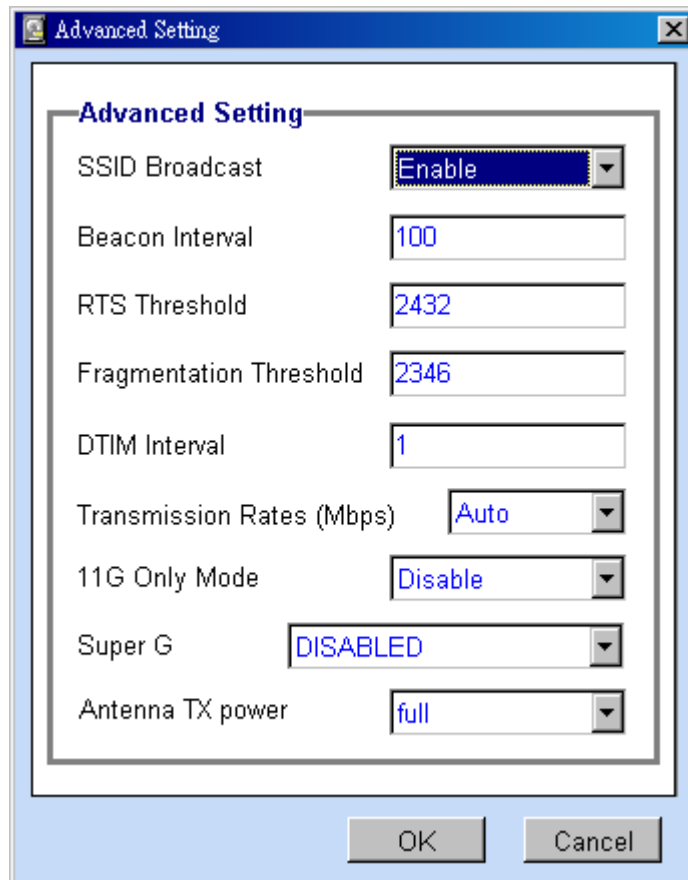 Advanced Setting
Advanced Setting
SSID Broadcast Enable
Beacon Interval 100
RTS Threshold 2432
Fragmentation Threshold 2346
DTIM Interval 1
Transmission Rates (Mbps) Auto
11G Only Mode Disable
Super G DISABLED
Antenna TX power full
OK Cancel